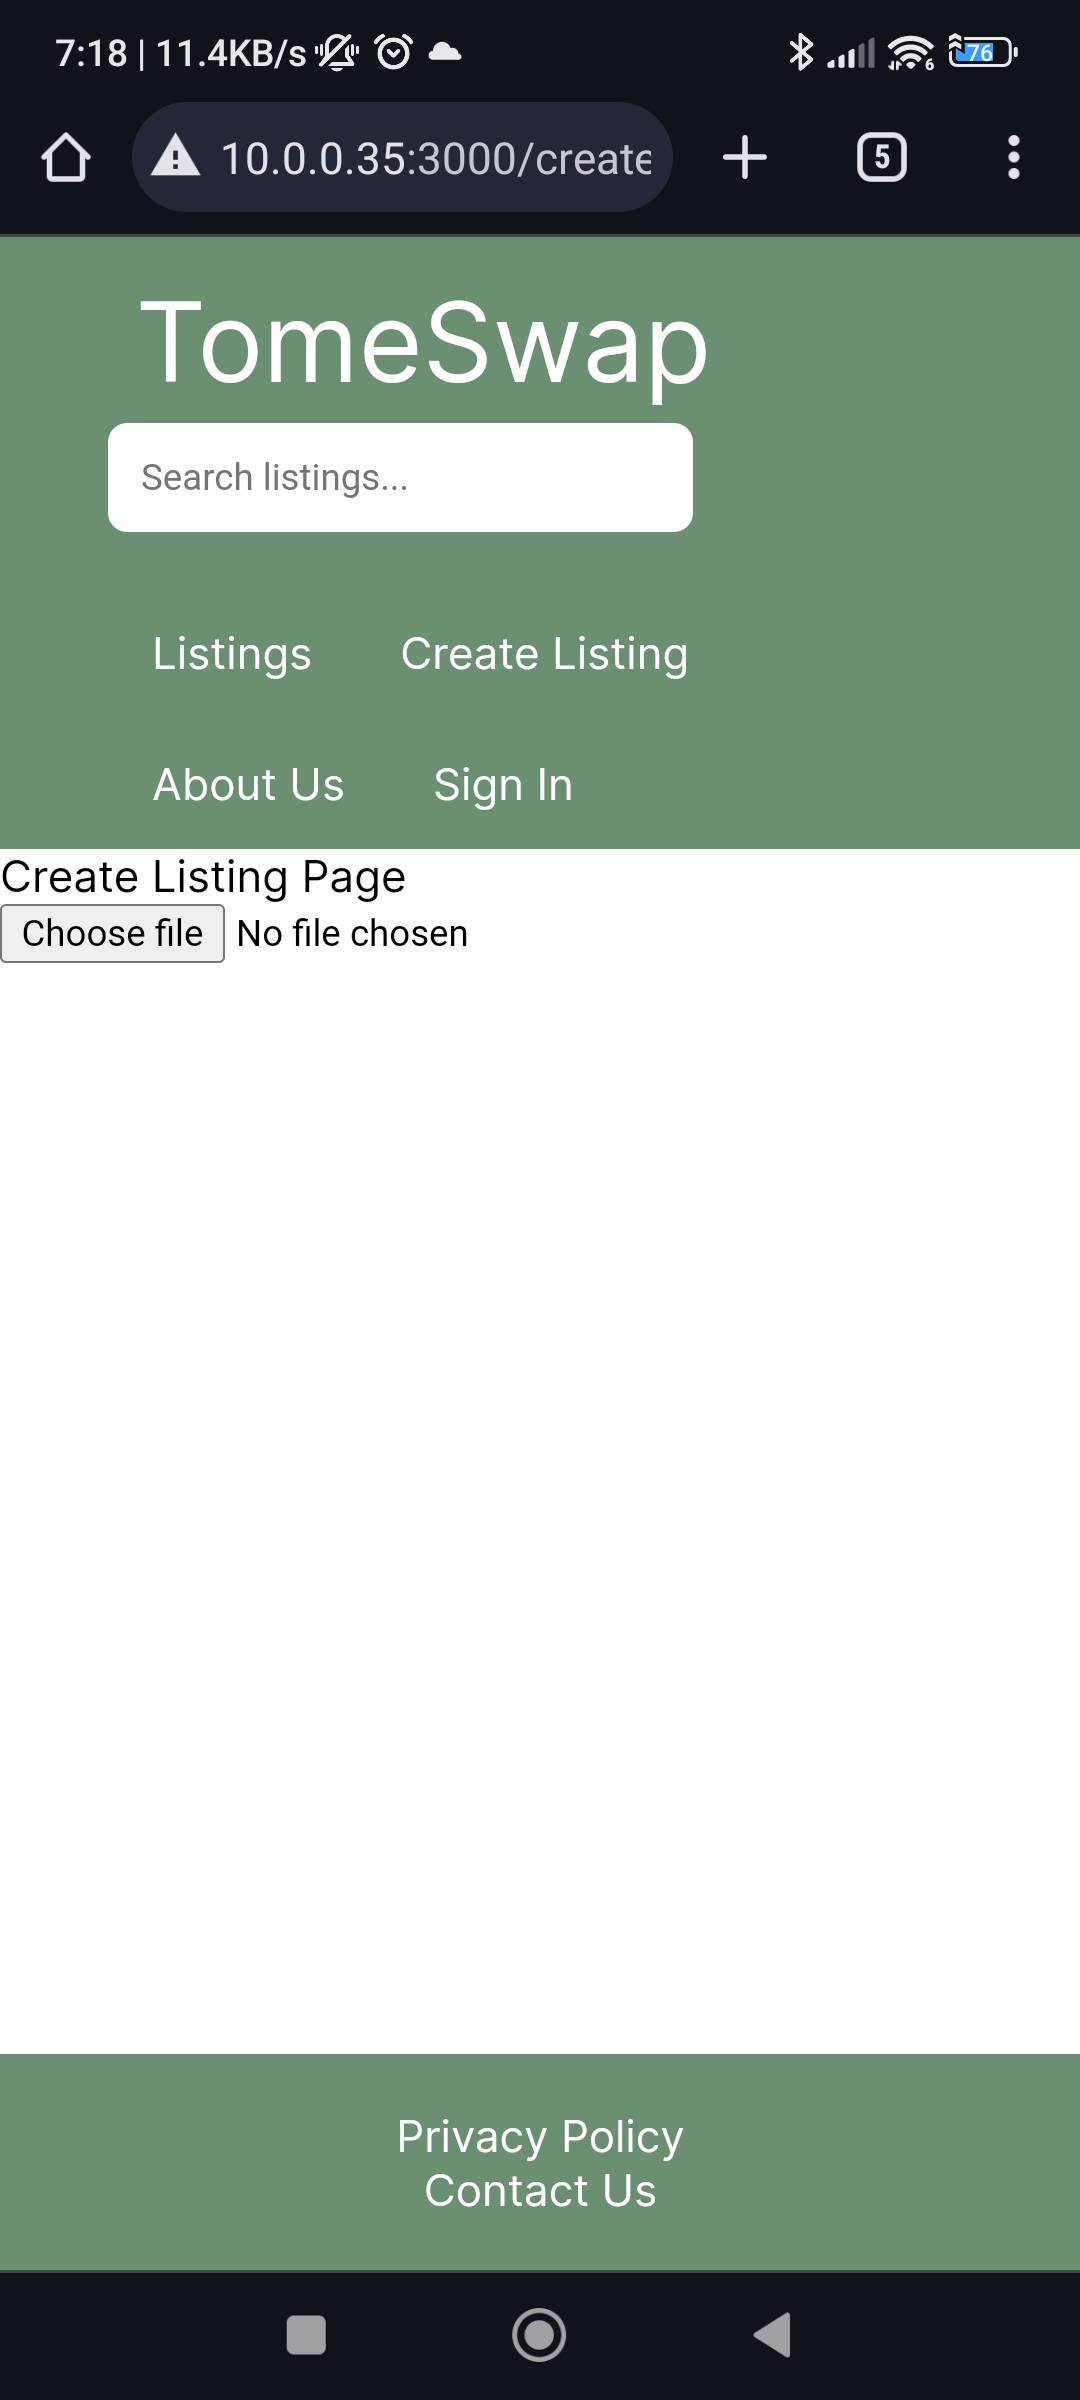 7:18 | 11.4KB/s 6 76
10.0.0.35:3000/create 5
TomeSwap
Search listings...
Listings Create Listing
About Us Sign In
Create Listing Page
Choose file No file chosen
Privacy Policy
Contact Us